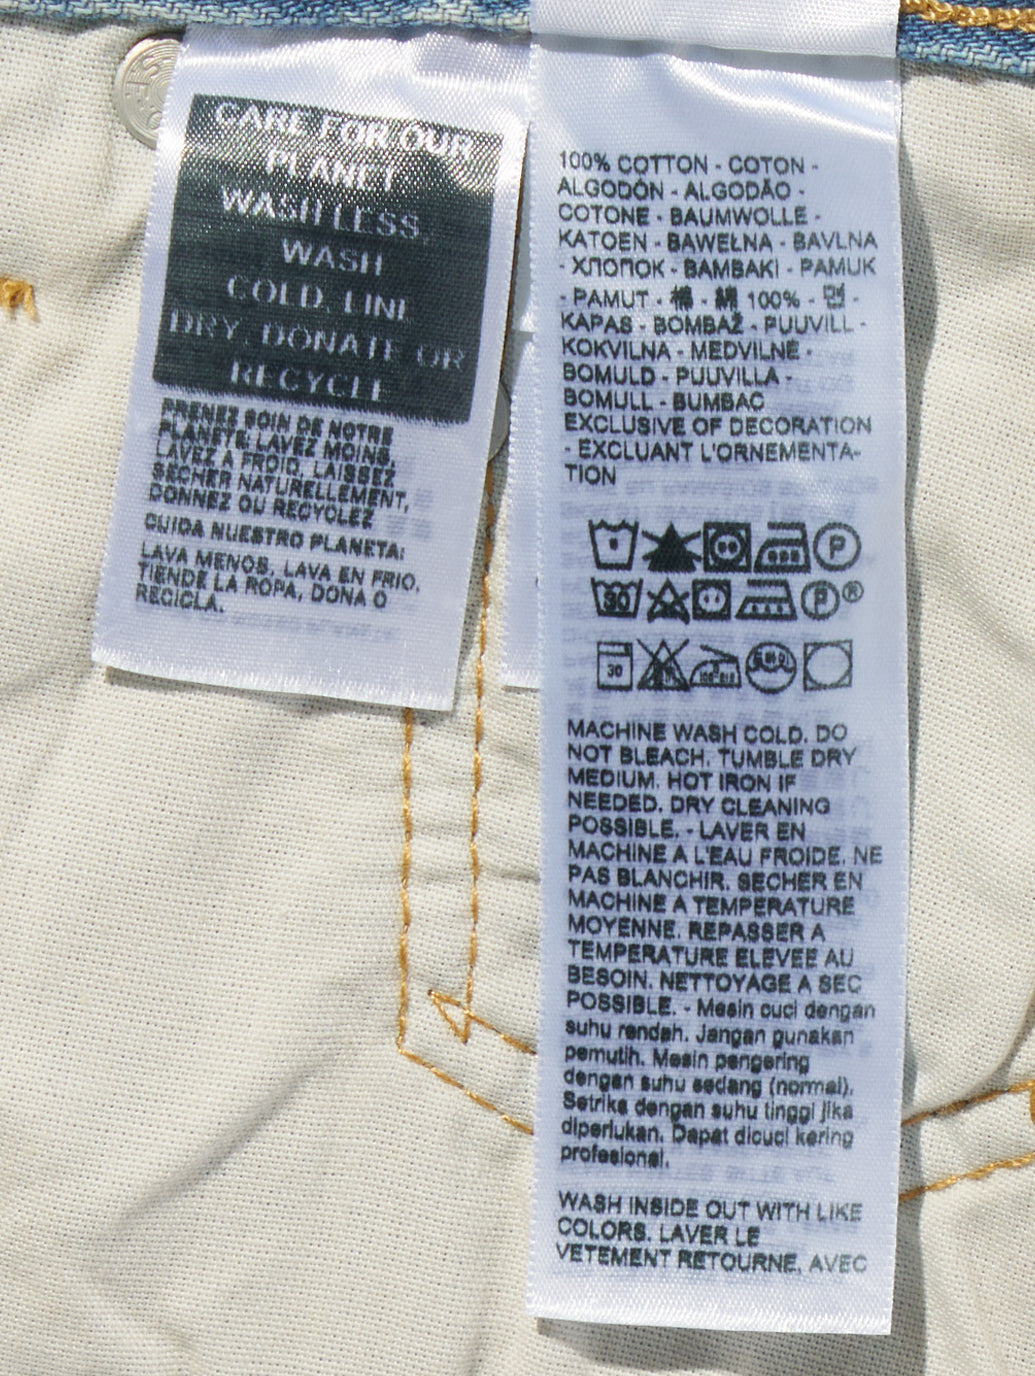 CARE FOR OUR
PLANET
WASH LESS,
WASH
COLD, LINE
DRY, DONATE OR
RECYCLE
PRENEZ SOIN DE NOTRE
PLANÈTE: LAVEZ MOINS,
LAVEZ À FROID, LAISSEZ
SÉCHER NATURELLEMENT,
DONNEZ OU RECYCLEZ
CUIDA NUESTRO PLANETA:
LAVA MENOS, LAVA EN FRIO,
TIENDE LA ROPA, DONA O
RECICLA.
100% COTTON - COTON -
ALGODÓN - ALGODÃO -
COTONE - BAUMWOLLE -
KATOEN - BAWEŁNA - BAVLNA
- ХЛОПОК - BAMBAKI - PAMUK
- PAMUT - 棉 - 綿 100% - 면 -
KAPAS - BOMBAŽ - PUUVILL -
KOKVILNA - MEDVILNĖ -
BOMULD - PUUVILLA -
BOMULL - BUMBAC
EXCLUSIVE OF DECORATION
- EXCLUANT L'ORNEMENTA-
TION
P
30 P ®
30
MACHINE WASH COLD. DO
NOT BLEACH. TUMBLE DRY
MEDIUM. HOT IRON IF
NEEDED. DRY CLEANING
POSSIBLE. - LAVER EN
MACHINE A L'EAU FROIDE. NE
PAS BLANCHIR. SECHER EN
MACHINE A TEMPERATURE
MOYENNE. REPASSER A
TEMPERATURE ELEVEE AU
BESOIN. NETTOYAGE A SEC
POSSIBLE. - Mesin cuci dengan
suhu rendah. Jangan gunakan
pemutih. Mesin pengering
dengan suhu sedang (normal).
Setrika dengan suhu tinggi jika
diperlukan. Dapat dicuci kering
profesional.
WASH INSIDE OUT WITH LIKE
COLORS. LAVER LE
VETEMENT RETOURNE, AVEC